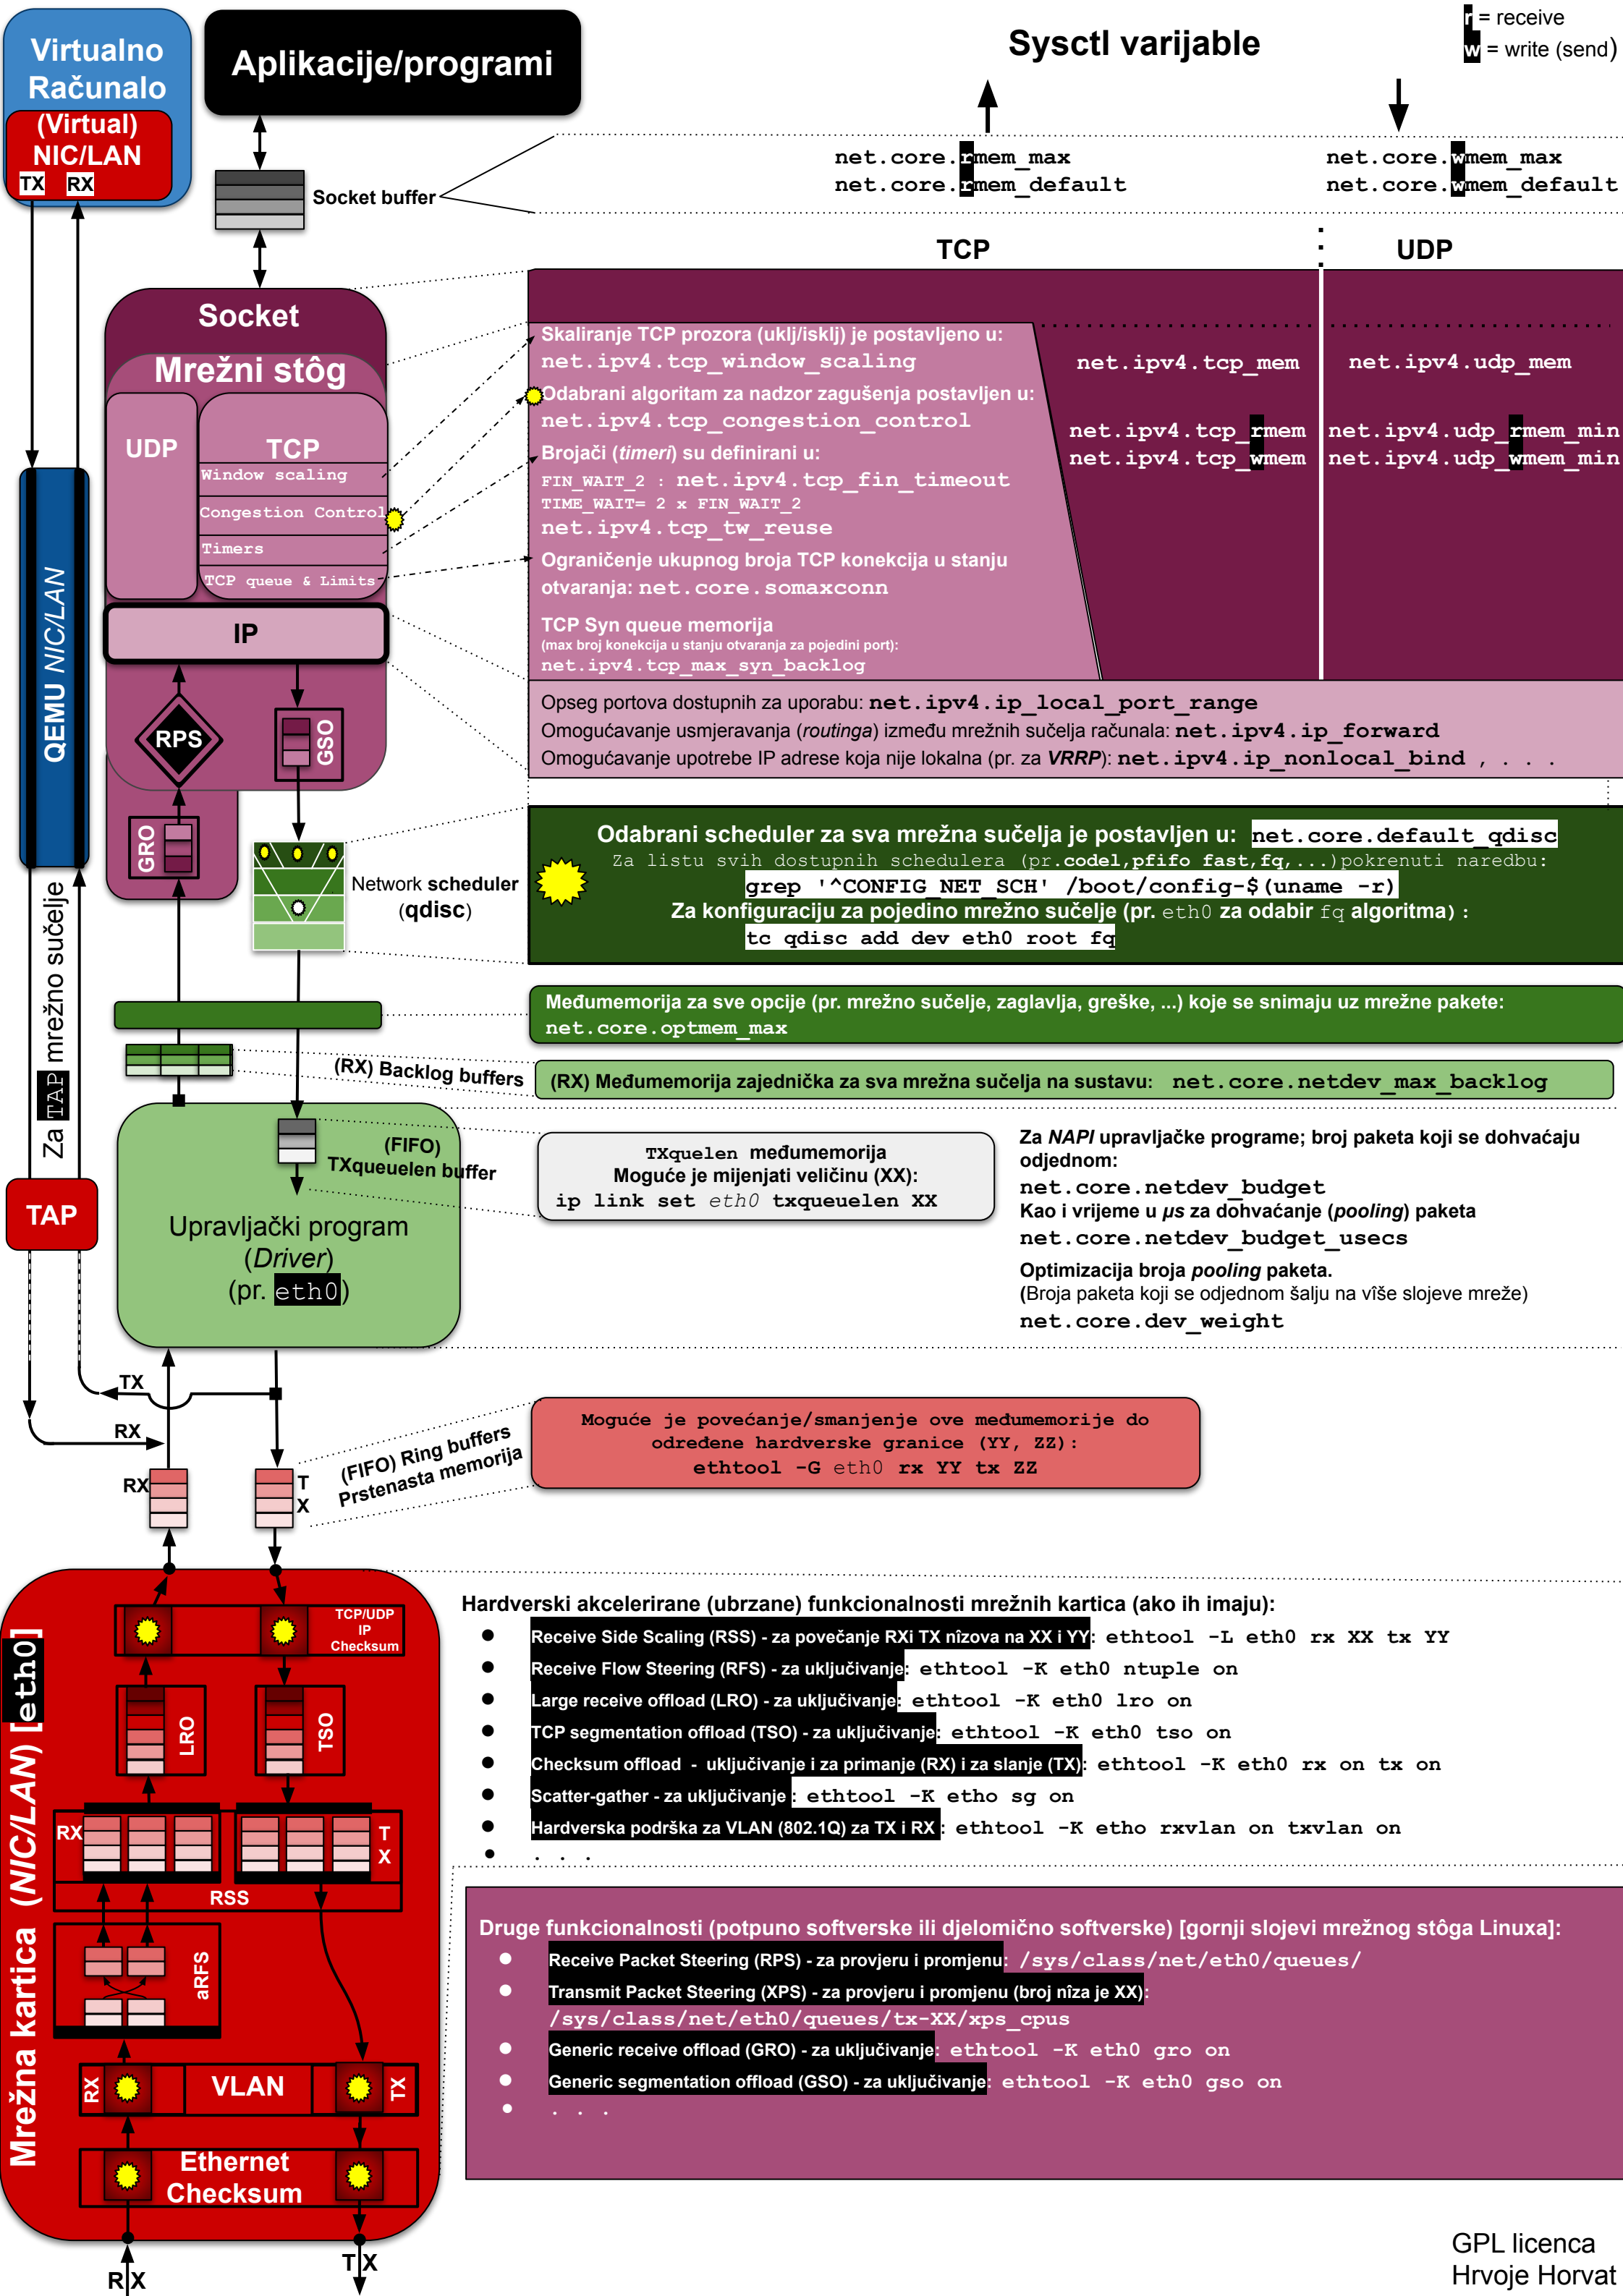 Virtualno
Računalo
(Virtual)
NIC/LAN
TX RX
Aplikacije/programi
Sysctl varijable
r = receive
w = write (send)
Socket buffer
net.core.rmem_max
net.core.rmem_default
net.core.wmem_max
net.core.wmem_default
TCP
UDP
Socket
Mrežni stôg
UDP
TCP
Window scaling
Congestion Control
Timers
TCP queue & Limits
IP
RPS
GSO
GRO
QEMU NIC/LAN
Skaliranje TCP prozora (uklj/isklj) je postavljeno u:
net.ipv4.tcp_window_scaling
Odabrani algoritam za nadzor zagušenja postavljen u:
net.ipv4.tcp_congestion_control
Brojači (timeri) su definirani u:
FIN_WAIT_2 : net.ipv4.tcp_fin_timeout
TIME_WAIT= 2 x FIN_WAIT_2
net.ipv4.tcp_tw_reuse
Ograničenje ukupnog broja TCP konekcija u stanju
otvaranja: net.core.somaxconn
TCP Syn queue memorija
(max broj konekcija u stanju otvaranja za pojedini port):
net.ipv4.tcp_max_syn_backlog
net.ipv4.tcp_mem
net.ipv4.tcp_rmem
net.ipv4.tcp_wmem
net.ipv4.udp_mem
net.ipv4.udp_rmem_min
net.ipv4.udp_wmem_min
Opseg portova dostupnih za uporabu: net.ipv4.ip_local_port_range
Omogućavanje usmjeravanja (routinga) između mrežnih sučelja računala: net.ipv4.ip_forward
Omogućavanje upotrebe IP adrese koja nije lokalna (pr. za VRRP): net.ipv4.ip_nonlocal_bind , . . .
Network scheduler
(qdisc)
Odabrani scheduler za sva mrežna sučelja je postavljen u: net.core.default_qdisc
Za listu svih dostupnih schedulera (pr.codel,pfifo fast,fq,...)pokrenuti naredbu:
grep '^CONFIG_NET_SCH' /boot/config-$(uname -r)
Za konfiguraciju za pojedino mrežno sučelje (pr. eth0 za odabir fq algoritma):
tc qdisc add dev eth0 root fq
Za TAP mrežno sučelje
Međumemorija za sve opcije (pr. mrežno sučelje, zaglavlja, greške, ...) koje se snimaju uz mrežne pakete:
net.core.optmem_max
(RX) Backlog buffers
(RX) Međumemorija zajednička za sva mrežna sučelja na sustavu: net.core.netdev_max_backlog
(FIFO)
TXqueuelen buffer
Upravljački program
(Driver)
(pr. eth0)
TAP
TXquelen međumemorija
Moguće je mijenjati veličinu (XX):
ip link set eth0 txqueuelen XX
Za NAPI upravljačke programe; broj paketa koji se dohvaćaju
odjednom:
net.core.netdev_budget
Kao i vrijeme u µs za dohvaćanje (pooling) paketa
net.core.netdev_budget_usecs
Optimizacija broja pooling paketa.
(Broja paketa koji se odjednom šalju na vîše slojeve mreže)
net.core.dev_weight
TX
RX
RX
TX
(FIFO) Ring buffers
Prstenasta memorija
Moguće je povećanje/smanjenje ove međumemorije do
određene hardverske granice (YY, ZZ):
ethtool -G eth0 rx YY tx ZZ
Mrežna kartica (NIC/LAN) [eth0]
TCP/UDP
IP
Checksum
LRO
TSO
RX
TX
RSS
aRFS
RX
VLAN
TX
Ethernet
Checksum
RX
TX
Hardverski akcelerirane (ubrzane) funkcionalnosti mrežnih kartica (ako ih imaju):
● Receive Side Scaling (RSS) - za povečanje RXi TX nîzova na XX i YY: ethtool -L eth0 rx XX tx YY
● Receive Flow Steering (RFS) - za uključivanje: ethtool -K eth0 ntuple on
● Large receive offload (LRO) - za uključivanje: ethtool -K eth0 lro on
● TCP segmentation offload (TSO) - za uključivanje: ethtool -K eth0 tso on
● Checksum offload - uključivanje i za primanje (RX) i za slanje (TX): ethtool -K eth0 rx on tx on
● Scatter-gather - za uključivanje : ethtool -K etho sg on
● Hardverska podrška za VLAN (802.1Q) za TX i RX : ethtool -K etho rxvlan on txvlan on
● . . .
Druge funkcionalnosti (potpuno softverske ili djelomično softverske) [gornji slojevi mrežnog stôga Linuxa]:
● Receive Packet Steering (RPS) - za provjeru i promjenu: /sys/class/net/eth0/queues/
● Transmit Packet Steering (XPS) - za provjeru i promjenu (broj nîza je XX):
/sys/class/net/eth0/queues/tx-XX/xps_cpus
● Generic receive offload (GRO) - za uključivanje: ethtool -K eth0 gro on
● Generic segmentation offload (GSO) - za uključivanje: ethtool -K eth0 gso on
● . . .
GPL licenca
Hrvoje Horvat